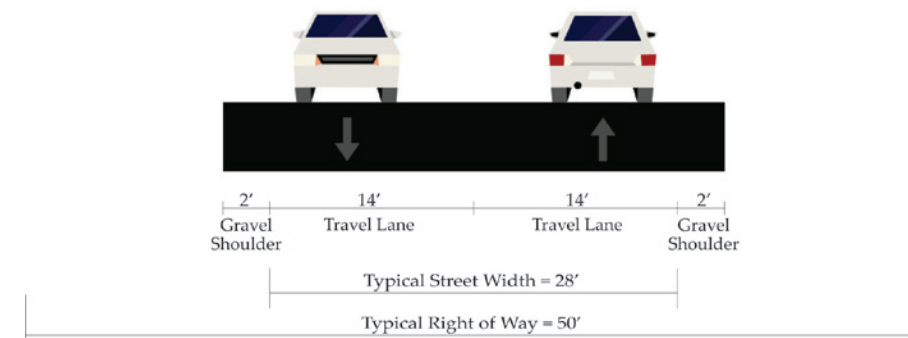 2′ 14′ 14′ 2′
Gravel Shoulder
Travel Lane
Travel Lane
Gravel Shoulder
Typical Street Width = 28′
Typical Right of Way = 50′